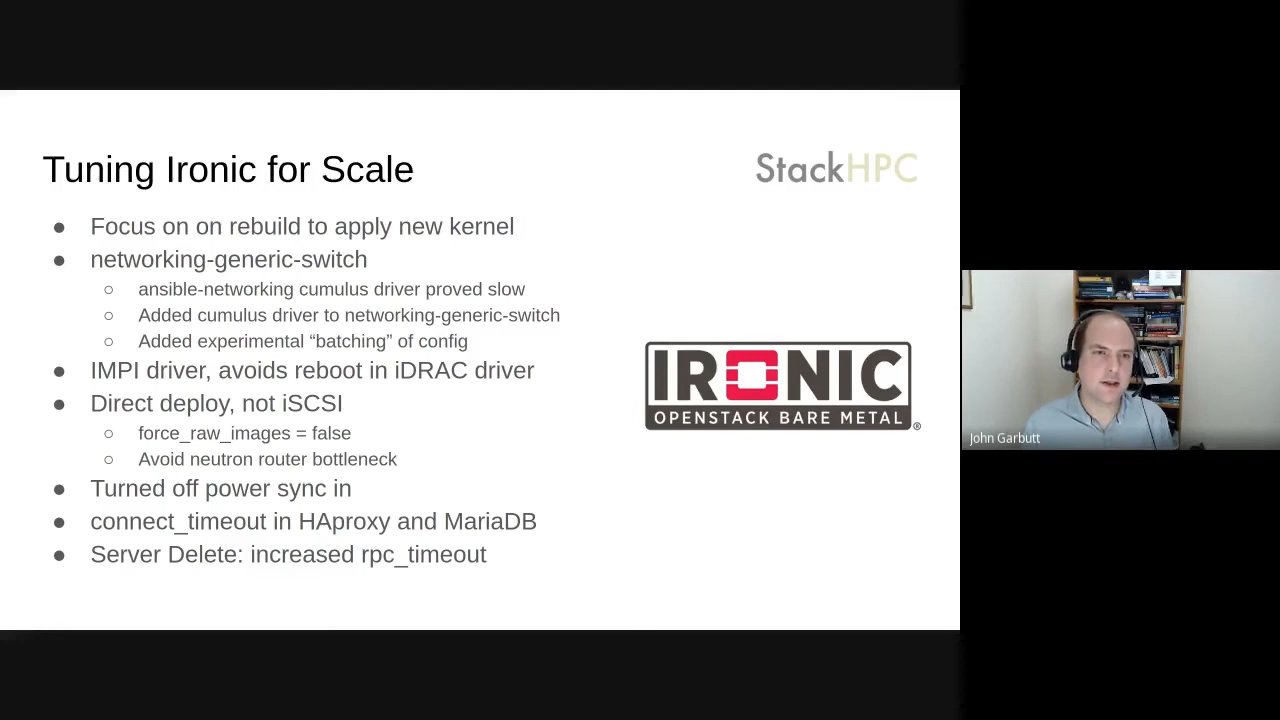 Tuning Ironic for Scale
StackHPC
● Focus on on rebuild to apply new kernel
● networking-generic-switch
○ ansible-networking cumulus driver proved slow
○ Added cumulus driver to networking-generic-switch
○ Added experimental “batching” of config
● IMPI driver, avoids reboot in iDRAC driver
● Direct deploy, not iSCSI
○ force_raw_images = false
○ Avoid neutron router bottleneck
● Turned off power sync in
● connect_timeout in HAproxy and MariaDB
● Server Delete: increased rpc_timeout
IRONIC
OPENSTACK BARE METAL®
John Garbutt